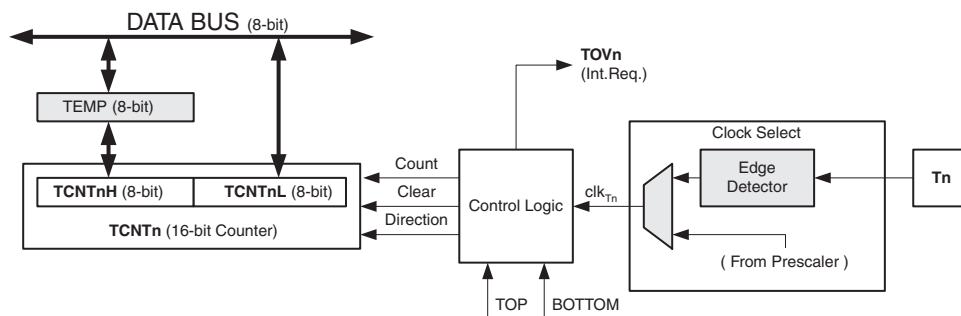 DATA BUS (8-bit)
TOVn
(Int.Req.)
TEMP (8-bit)
Clock Select
Count
Edge
Detector
Tn
TCNTnH (8-bit)
TCNTnL (8-bit)
Clear
Control Logic
clkTn
Direction
TCNTn (16-bit Counter)
( From Prescaler )
TOP
BOTTOM